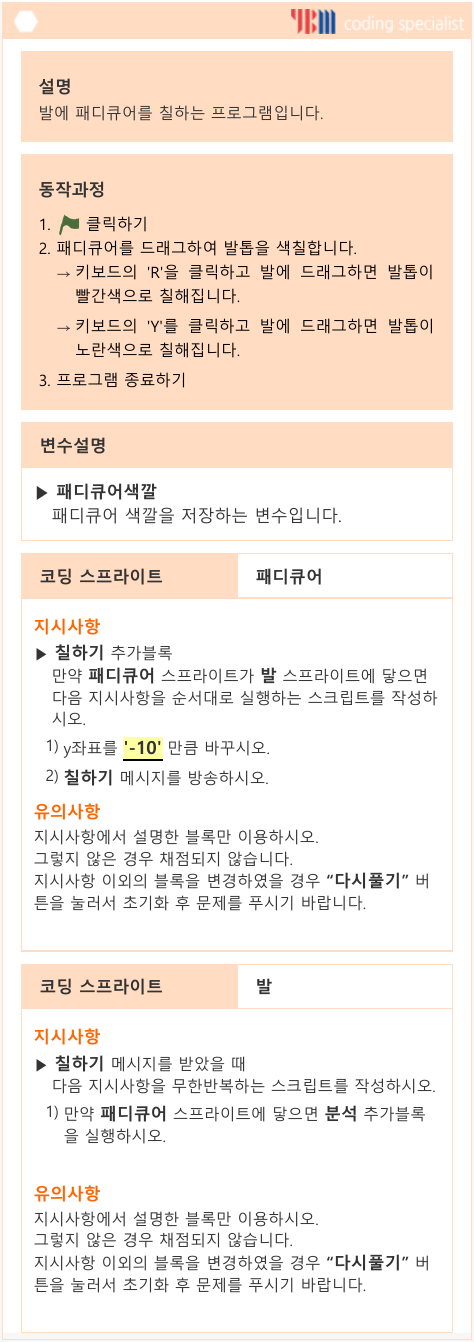 YBM coding specialist
설명
발에 패디큐어를 칠하는 프로그램입니다.
동작과정
1. 클릭하기
2. 패디큐어를 드래그하여 발톱을 색칠합니다.
→ 키보드의 'R'을 클릭하고 발에 드래그하면 발톱이
빨간색으로 칠해집니다.
→ 키보드의 'Y'를 클릭하고 발에 드래그하면 발톱이
노란색으로 칠해집니다.
3. 프로그램 종료하기
변수설명
▶ 패디큐어색깔
패디큐어 색깔을 저장하는 변수입니다.
코딩 스프라이트 패디큐어
지시사항
▶ 칠하기 추가블록
만약 패디큐어 스프라이트가 발 스프라이트에 닿으면
다음 지시사항을 순서대로 실행하는 스크립트를 작성하
시오.
1) y좌표를 '-10' 만큼 바꾸시오.
2) 칠하기 메시지를 방송하시오.
유의사항
지시사항에서 설명한 블록만 이용하시오.
그렇지 않은 경우 채점되지 않습니다.
지시사항 이외의 블록을 변경하였을 경우 “다시풀기” 버
튼을 눌러서 초기화 후 문제를 푸시기 바랍니다.
코딩 스프라이트 발
지시사항
▶ 칠하기 메시지를 받았을 때
다음 지시사항을 무한반복하는 스크립트를 작성하시오.
1) 만약 패디큐어 스프라이트에 닿으면 분석 추가블록
을 실행하시오.
유의사항
지시사항에서 설명한 블록만 이용하시오.
그렇지 않은 경우 채점되지 않습니다.
지시사항 이외의 블록을 변경하였을 경우 “다시풀기” 버
튼을 눌러서 초기화 후 문제를 푸시기 바랍니다.